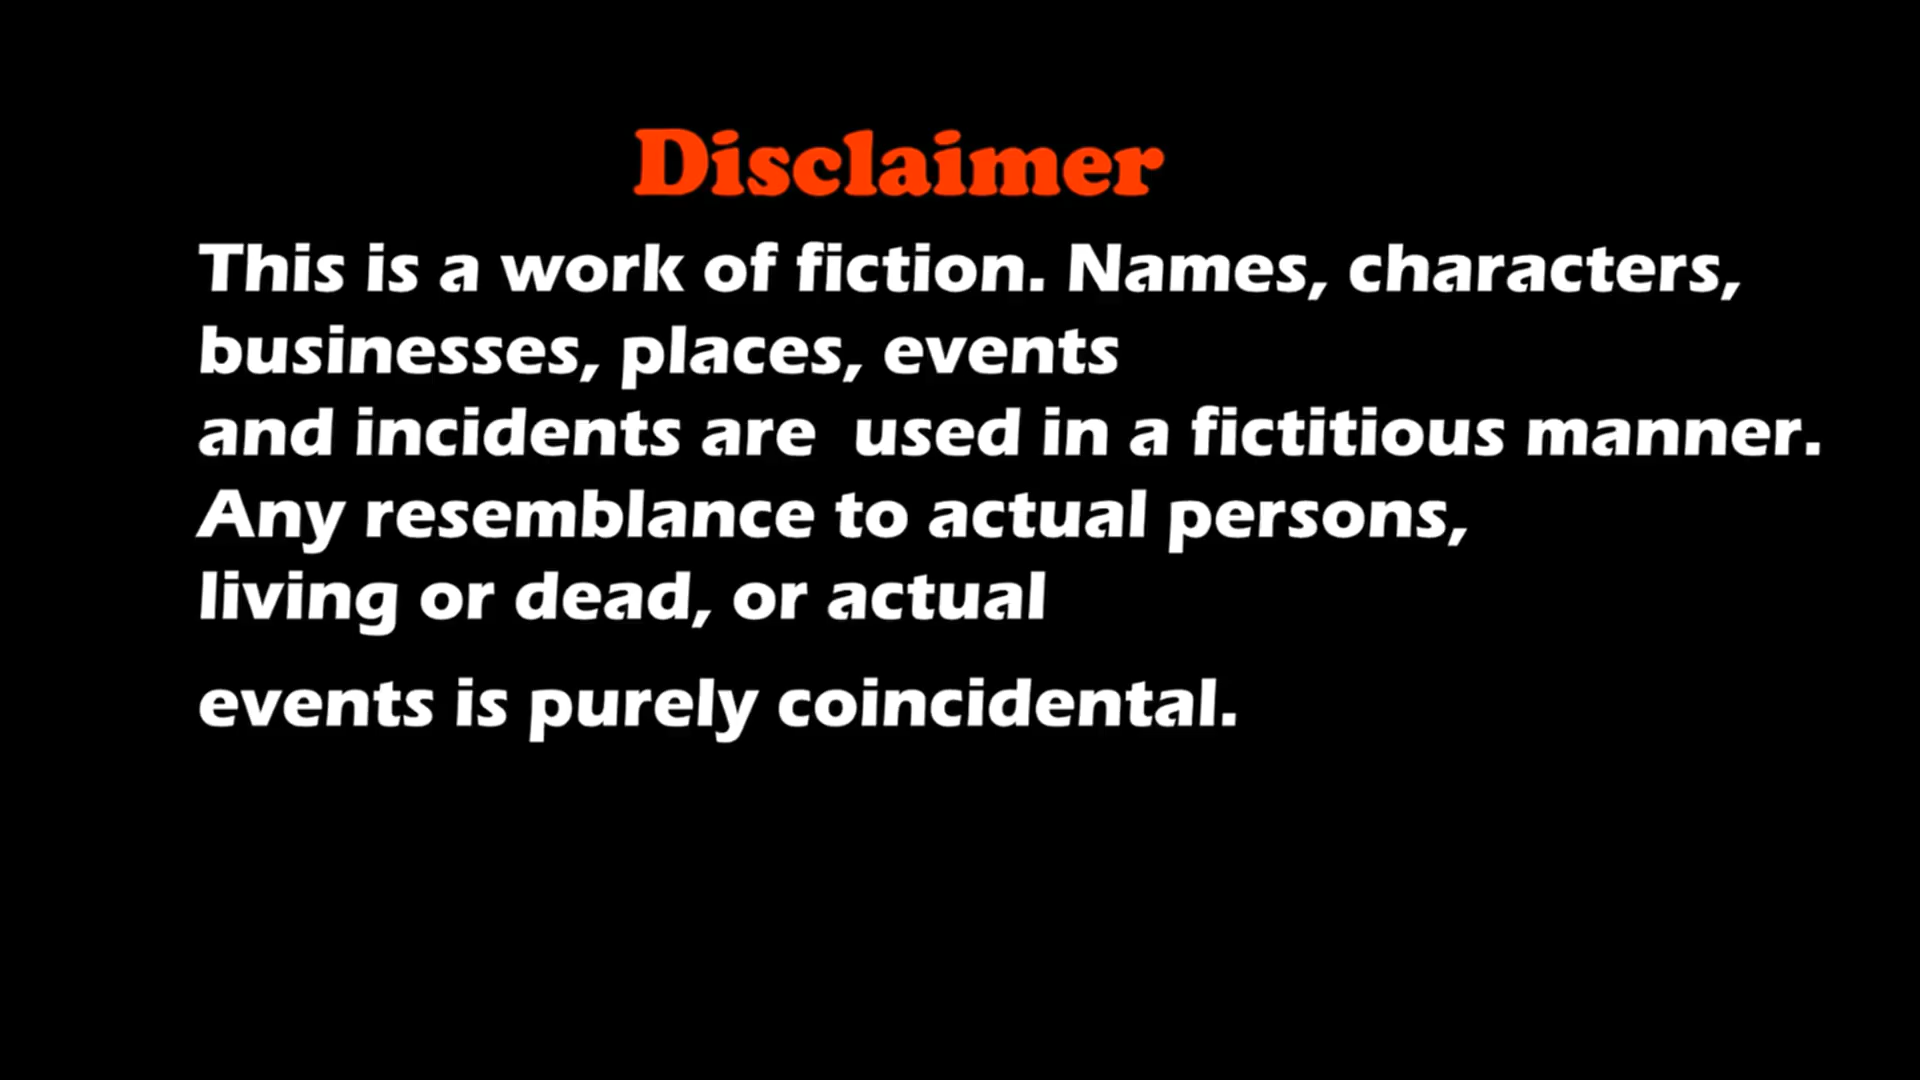 Disclaimer
This is a work of fiction. Names, characters,
businesses, places, events
and incidents are  used in a fictitious manner.
Any resemblance to actual persons,
living or dead, or actual
events is purely coincidental.